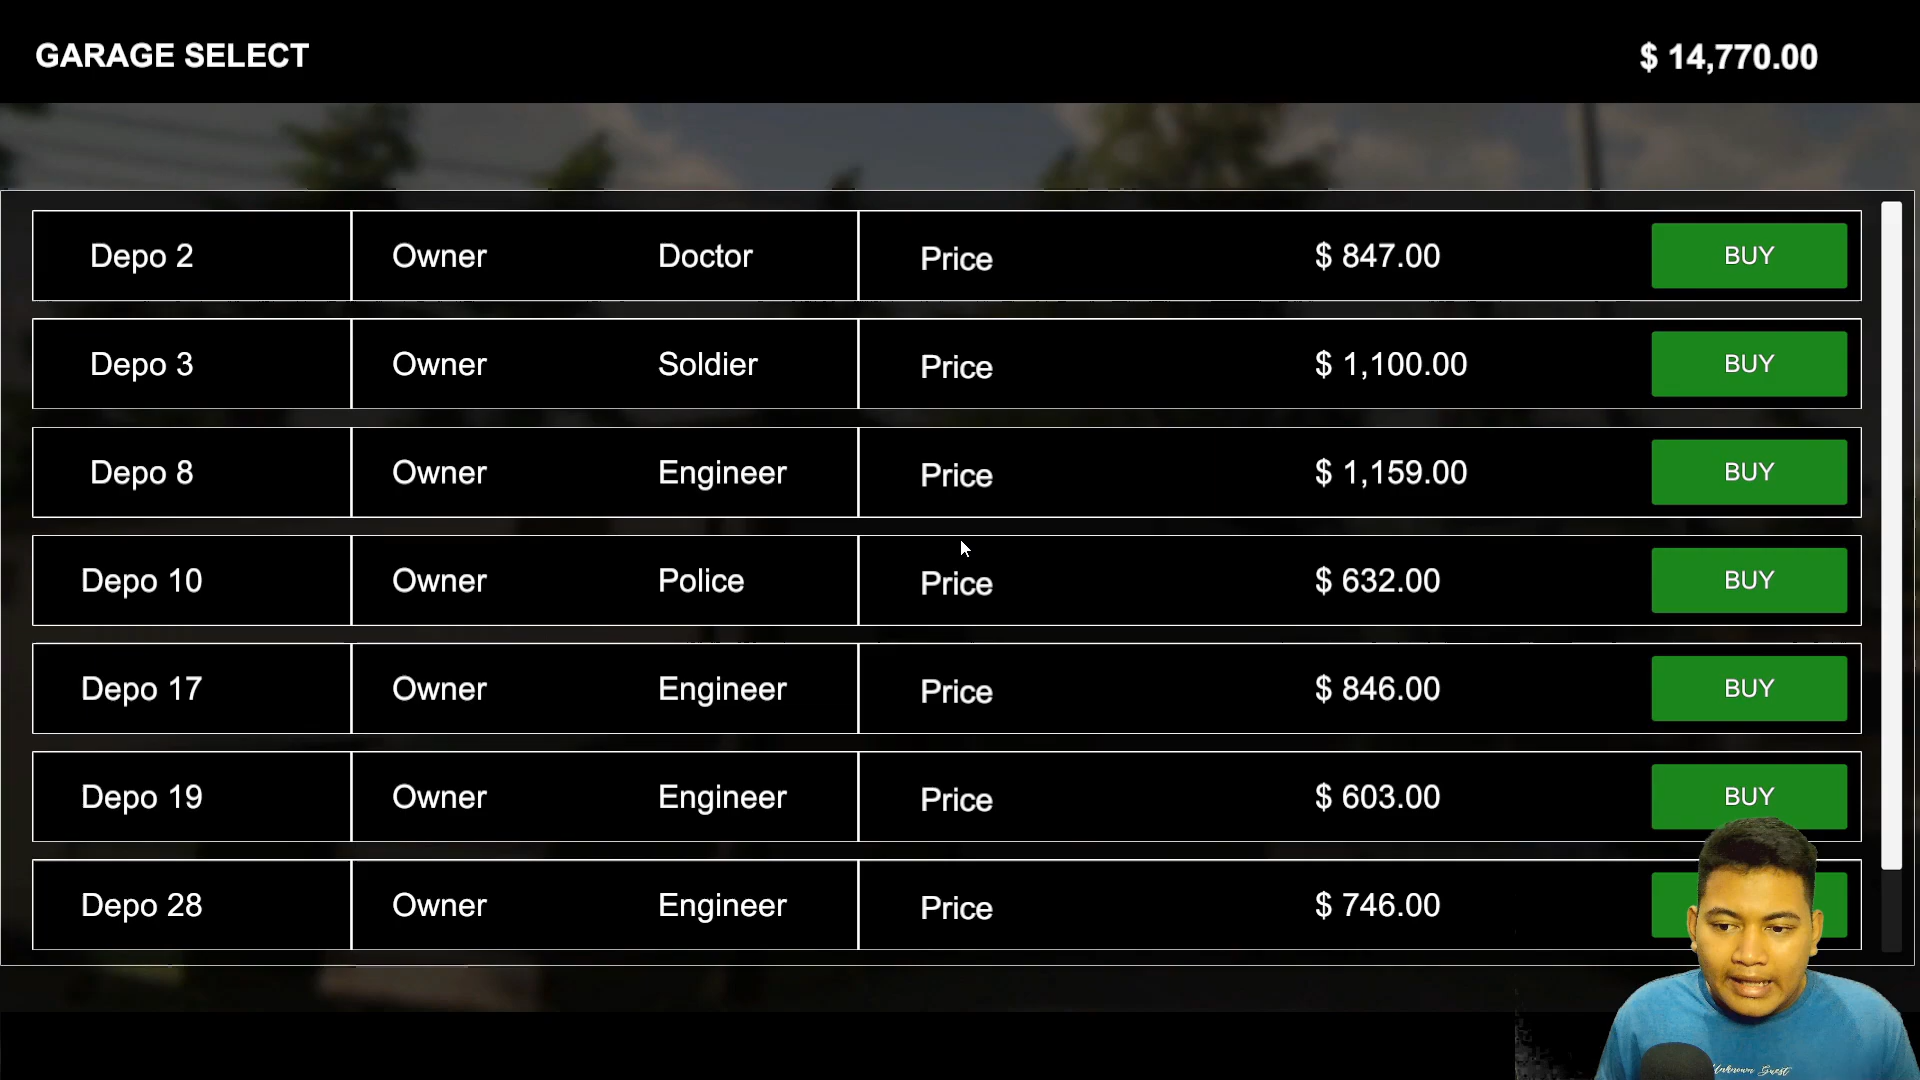 GARAGE SELECT $ 14,770.00
Depo 2 Owner Doctor Price $ 847.00 BUY
Depo 3 Owner Soldier Price $ 1,100.00 BUY
Depo 8 Owner Engineer Price $ 1,159.00 BUY
Depo 10 Owner Police Price $ 632.00 BUY
Depo 17 Owner Engineer Price $ 846.00 BUY
Depo 19 Owner Engineer Price $ 603.00 BUY
Depo 28 Owner Engineer Price $ 746.00
Unknown Guest